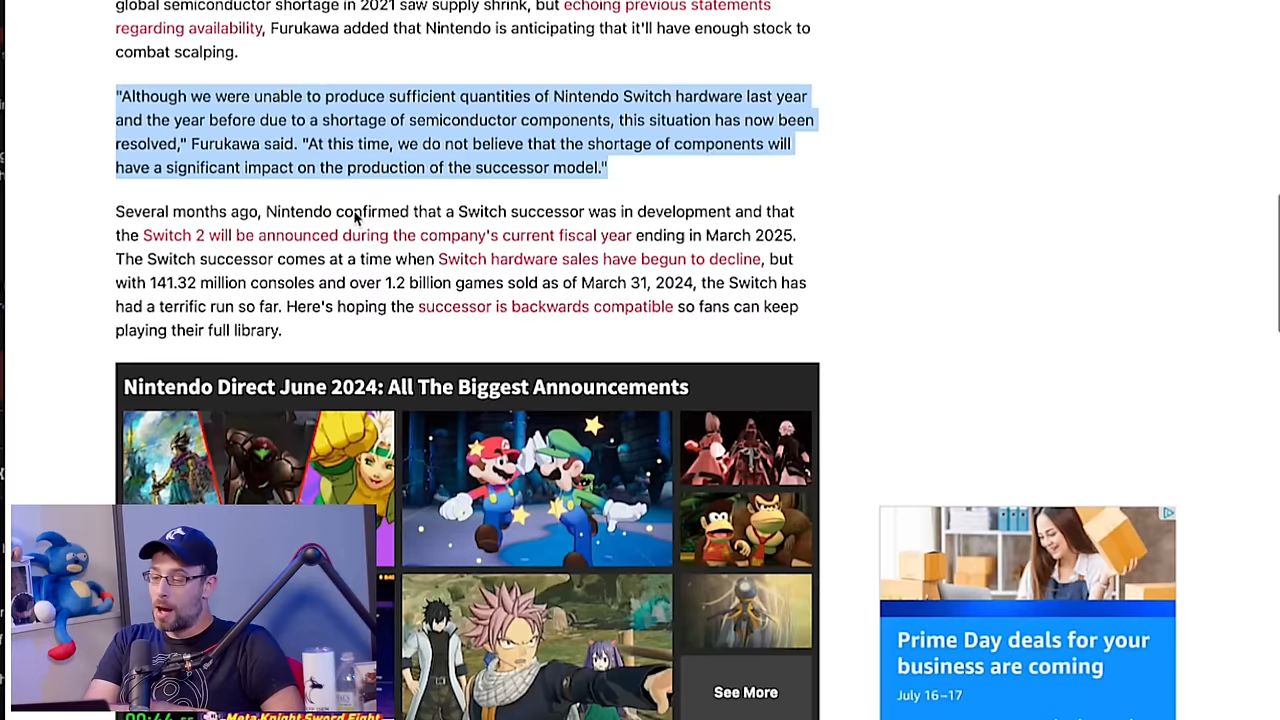 global semiconductor shortage in 2021 saw supply shrink, but echoing previous statements
regarding availability, Furukawa added that Nintendo is anticipating that it'll have enough stock to
combat scalping.
"Although we were unable to produce sufficient quantities of Nintendo Switch hardware last year
and the year before due to a shortage of semiconductor components, this situation has now been
resolved," Furukawa said. "At this time, we do not believe that the shortage of components will
have a significant impact on the production of the successor model."
Several months ago, Nintendo confirmed that a Switch successor was in development and that
the Switch 2 will be announced during the company's current fiscal year ending in March 2025.
The Switch successor comes at a time when Switch hardware sales have begun to decline, but
with 141.32 million consoles and over 1.2 billion games sold as of March 31, 2024, the Switch has
had a terrific run so far. Here's hoping the successor is backwards compatible so fans can keep
playing their full library.
Nintendo Direct June 2024: All The Biggest Announcements
See More
Prime Day deals for your
business are coming
July 16–17
Meta Knight Sword Fight